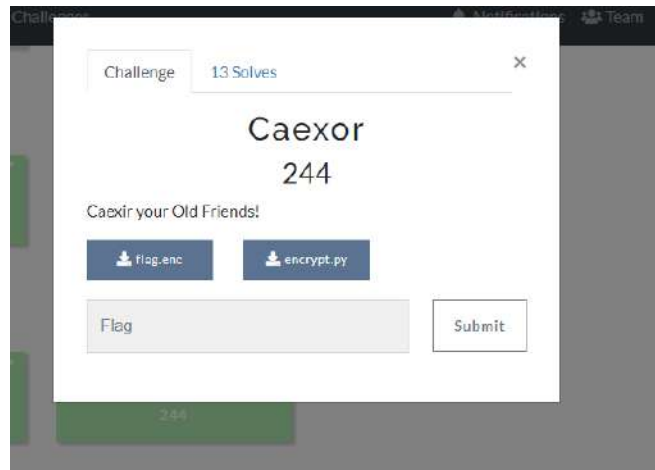 Challenges
Notifications Team
Challenge 13 Solves ×
Caexor
244
Caexir your Old Friends!
flag.enc encrypt.py
Flag Submit
244